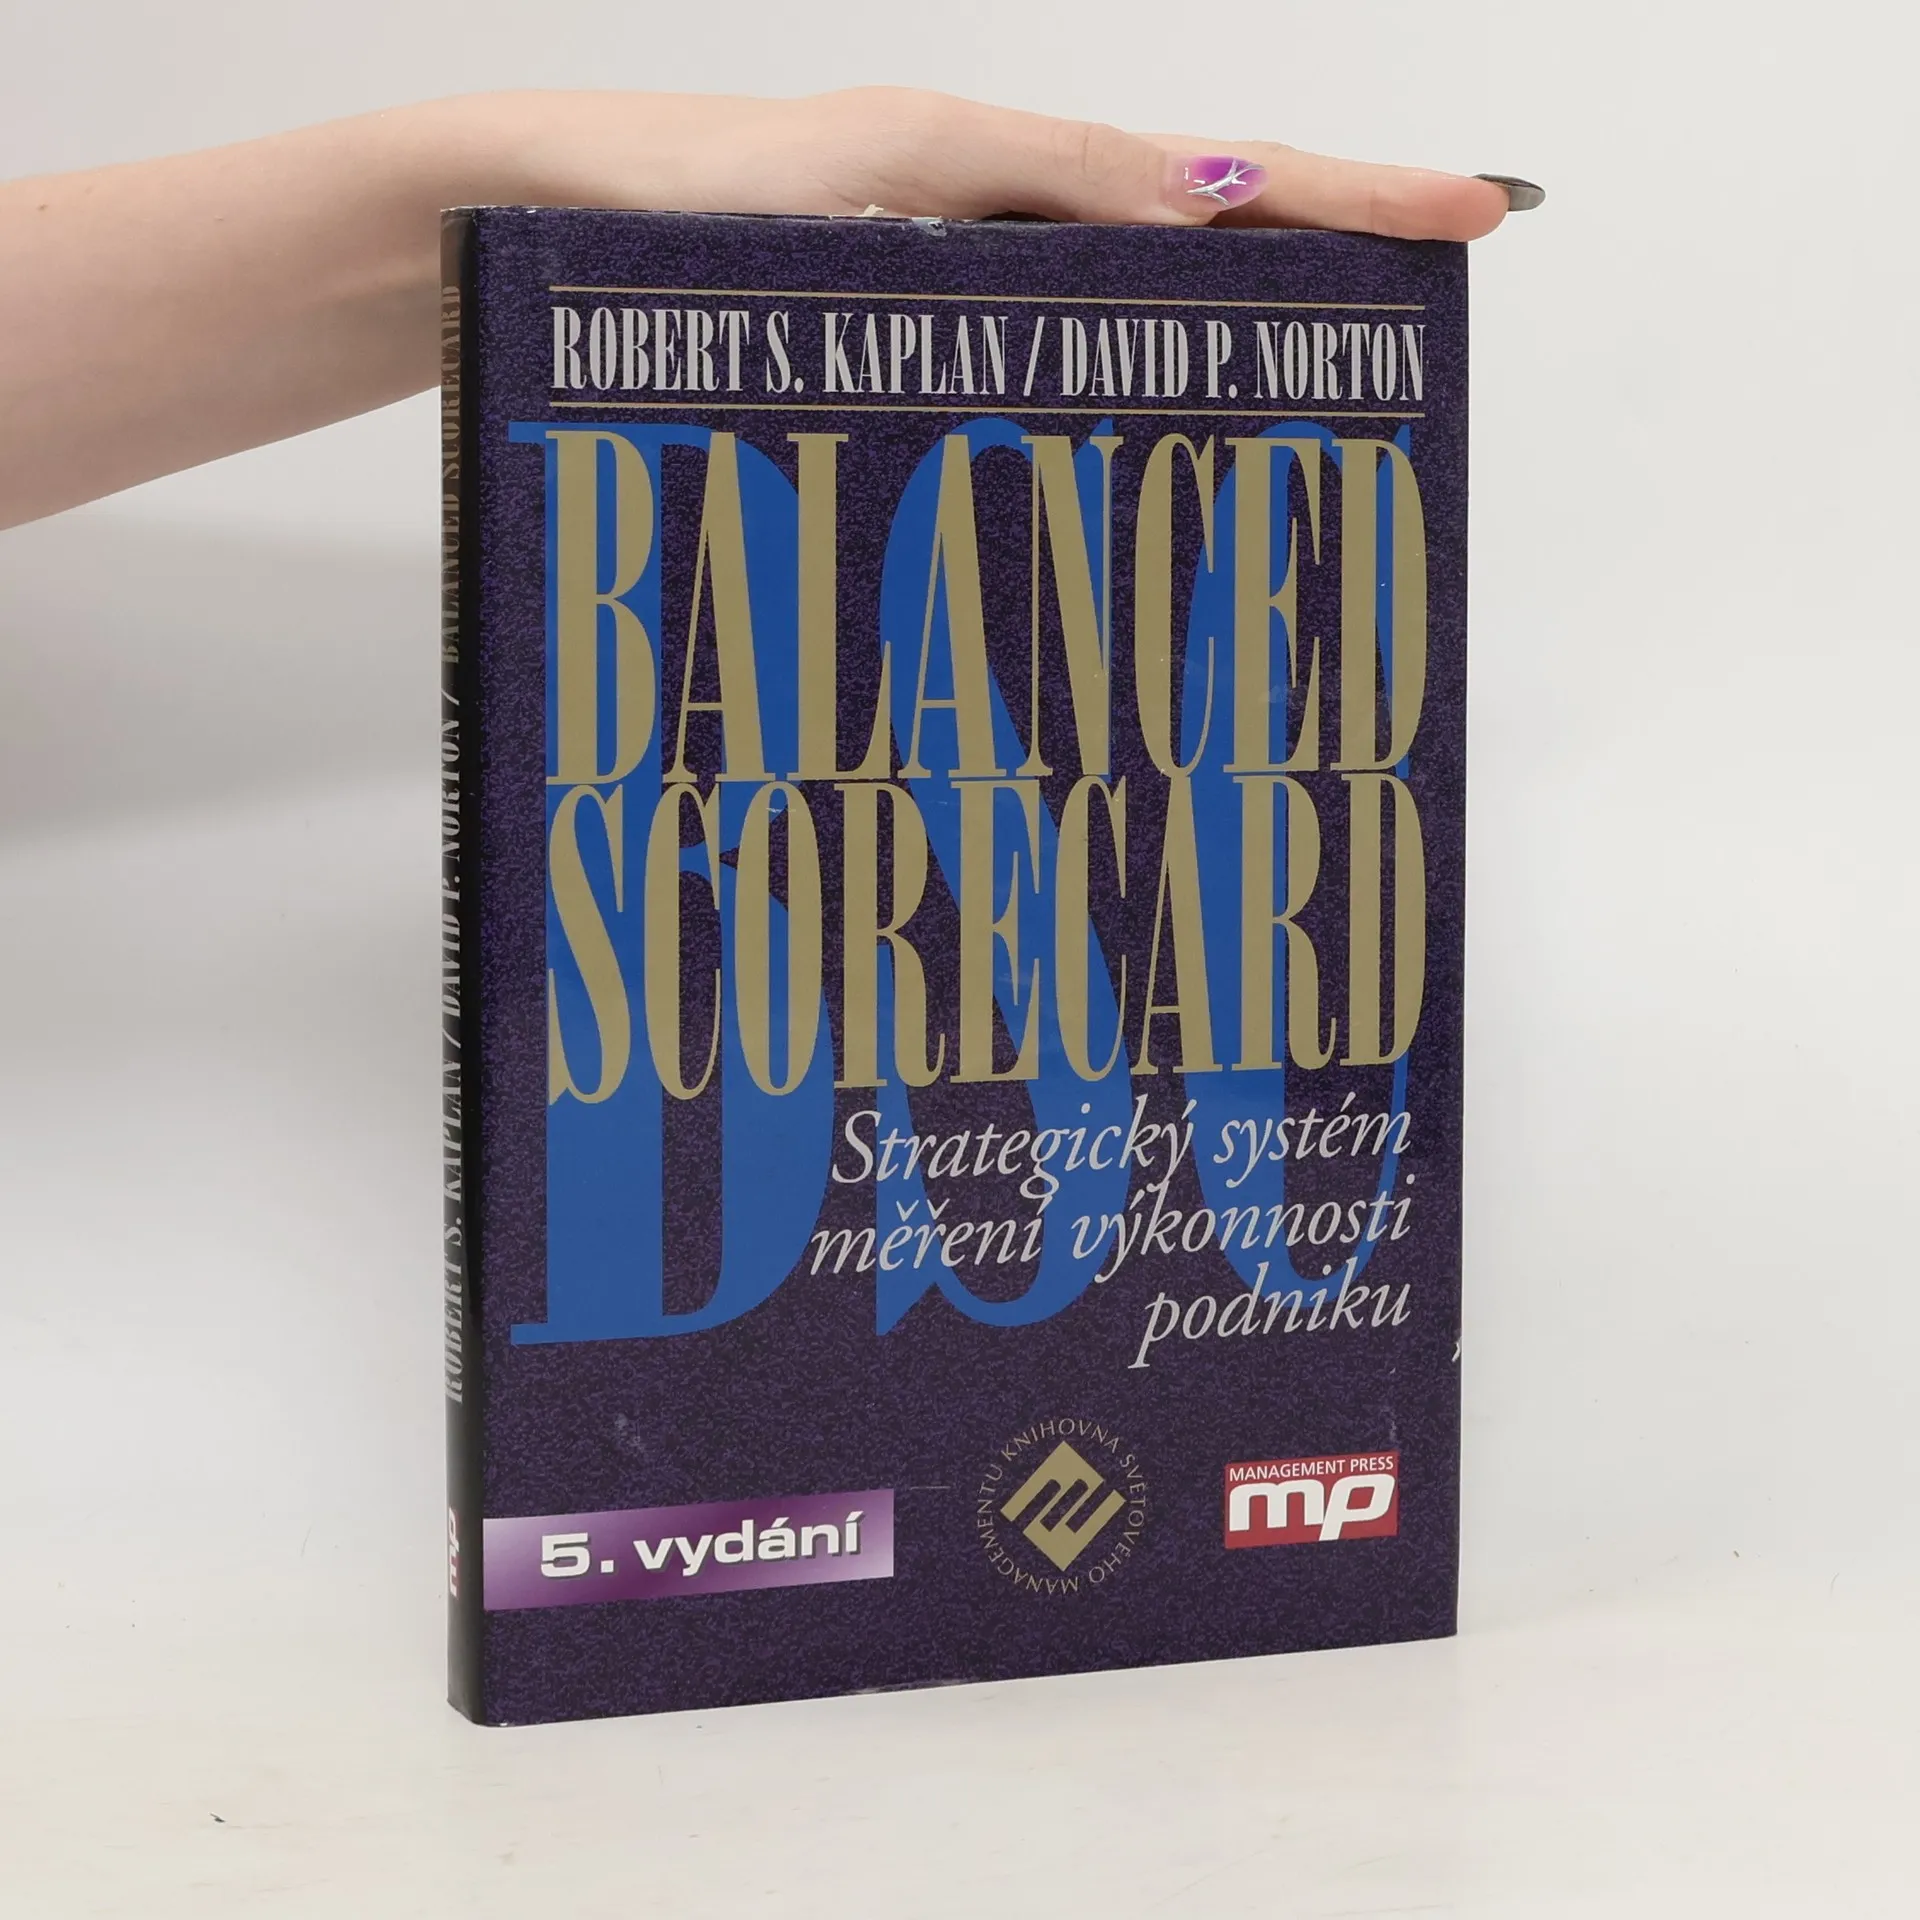 ROBERT S. KAPLAN / DAVID P. NORTON
BSC
BALANCED
SCORECARD
Strategický systém
měření výkonnosti
podniku
5. vydání
KNIHOVNA SVĚTOVÉHO MANAGEMENTU
MANAGEMENT PRESS
mp
ROBERT S. KAPLAN / DAVID P. NORTON / BALANCED SCORECARD
mp